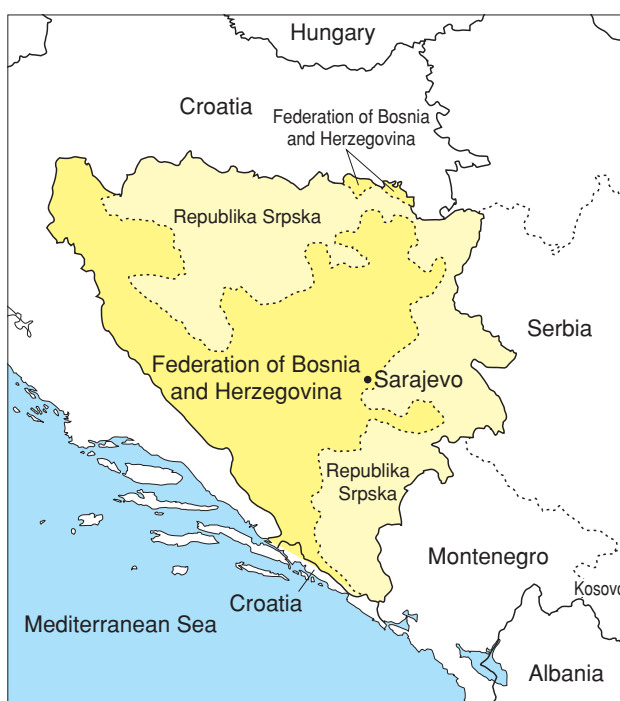 Hungary
Croatia
Federation of Bosnia
and Herzegovina
Republika Srpska
Serbia
Federation of Bosnia
and Herzegovina
Sarajevo
Republika
Srpska
Montenegro
Kosovo
Croatia
Mediterranean Sea
Albania